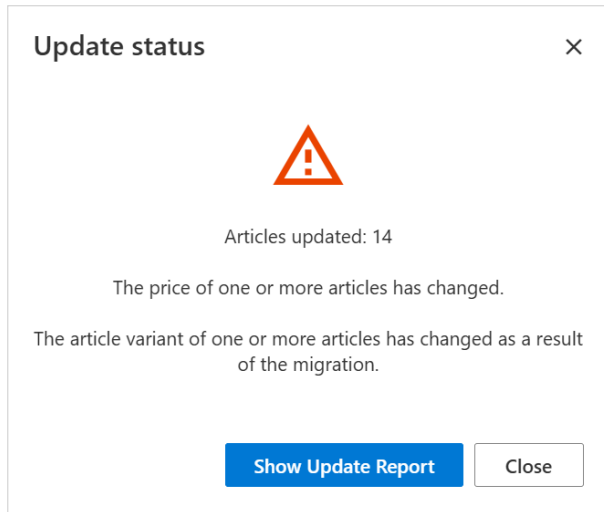 Update status
Articles updated: 14
The price of one or more articles has changed.
The article variant of one or more articles has changed as a result
of the migration.
Show Update Report
Close